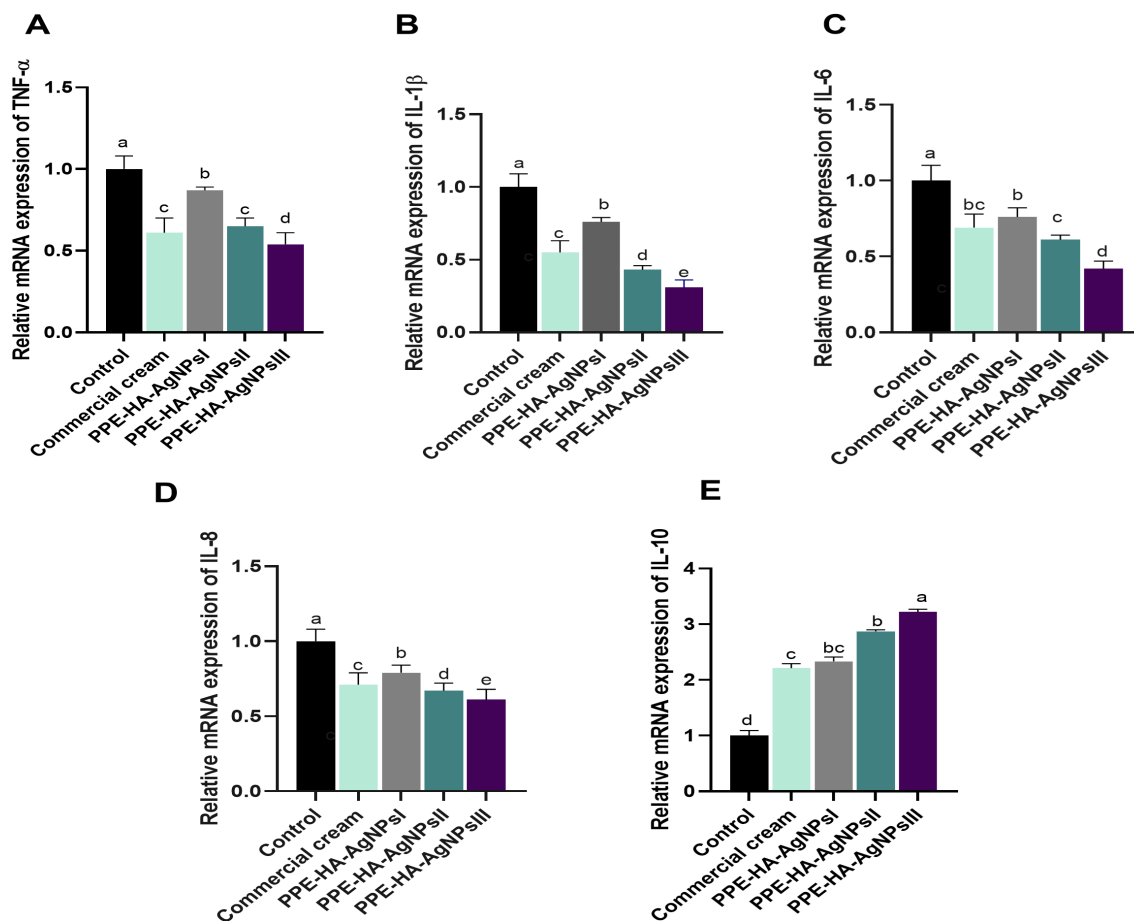 A
Relative mRNA expression of TNF-α
1.5
1.0
0.5
0.0
a
c
b
c
d
Control
Commercial cream
PPE-HA-AgNPsI
PPE-HA-AgNPsII
PPE-HA-AgNPsIII
B
Relative mRNA expression of IL-1β
1.5
1.0
0.5
0.0
a
c
c
b
d
e
Control
Commercial cream
PPE-HA-AgNPsI
PPE-HA-AgNPsII
PPE-HA-AgNPsIII
C
Relative mRNA expression of IL-6
1.5
1.0
0.5
0.0
a
c
bc
b
c
d
Control
Commercial cream
PPE-HA-AgNPsI
PPE-HA-AgNPsII
PPE-HA-AgNPsIII
D
Relative mRNA expression of IL-8
1.5
1.0
0.5
0.0
a
c
c
b
d
e
Control
Commercial cream
PPE-HA-AgNPsI
PPE-HA-AgNPsII
PPE-HA-AgNPsIII
E
Relative mRNA expression of IL-10
4
3
2
1
0
d
c
bc
b
a
Control
Commercial cream
PPE-HA-AgNPsI
PPE-HA-AgNPsII
PPE-HA-AgNPsIII